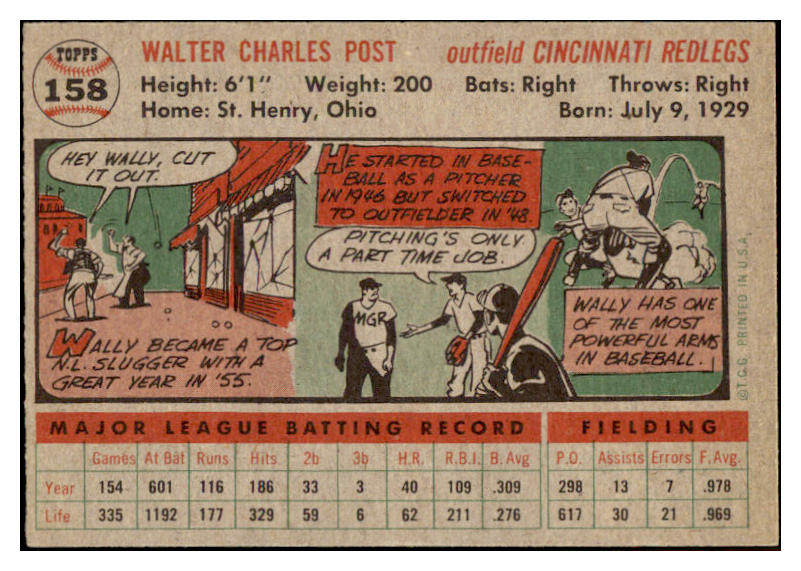 TOPPS
158
WALTER CHARLES POST outfield CINCINNATI REDLEGS
Height: 6'1" Weight: 200 Bats: Right Throws: Right
Home: St. Henry, Ohio Born: July 9, 1929
HEY WALLY, CUT
IT OUT.
WALLY BECAME A TOP
N.L. SLUGGER WITH A
GREAT YEAR IN '55.
HE STARTED IN BASE-
BALL AS A PITCHER
IN 1946 BUT SWITCHED
TO OUTFIELDER IN '48.
PITCHING'S ONLY
A PART TIME JOB.
MGR
WALLY HAS ONE
OF THE MOST
POWERFUL ARMS
IN BASEBALL.
© T.C.G. PRINTED IN U.S.A.
MAJOR LEAGUE BATTING RECORD FIELDING
Games At Bat Runs Hits 2b 3b H.R. R.B.I. B. Avg P.O. Assists Errors F. Avg.
Year 154 601 116 186 33 3 40 109 .309 298 13 7 .978
Life 335 1192 177 329 59 6 62 211 .276 617 30 21 .969